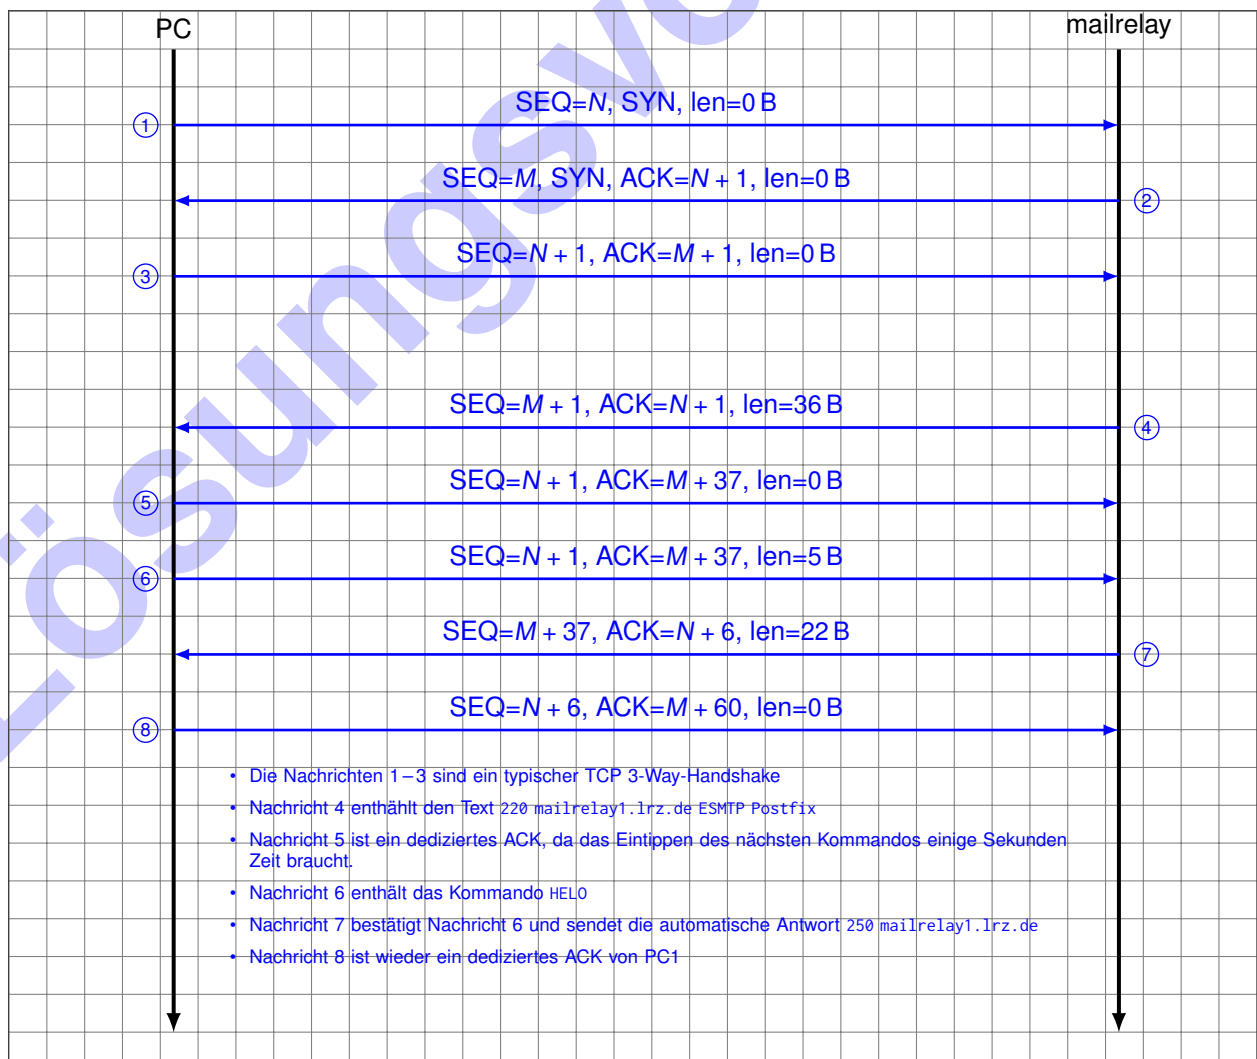 PC
mailrelay
SEQ=N, SYN, len=0 B
1
SEQ=M, SYN, ACK=N + 1, len=0 B
2
SEQ=N + 1, ACK=M + 1, len=0 B
3
SEQ=M + 1, ACK=N + 1, len=36 B
4
SEQ=N + 1, ACK=M + 37, len=0 B
5
SEQ=N + 1, ACK=M + 37, len=5 B
6
SEQ=M + 37, ACK=N + 6, len=22 B
7
SEQ=N + 6, ACK=M + 60, len=0 B
8
• Die Nachrichten 1–3 sind ein typischer TCP 3-Way-Handshake
• Nachricht 4 enthählt den Text 220 mailrelay1.lrz.de ESMTP Postfix
• Nachricht 5 ist ein dediziertes ACK, da das Eintippen des nächsten Kommandos einige Sekunden
Zeit braucht.
• Nachricht 6 enthält das Kommando HELO
• Nachricht 7 bestätigt Nachricht 6 und sendet die automatische Antwort 250 mailrelay1.lrz.de
• Nachricht 8 ist wieder ein dediziertes ACK von PC1
Lösungsvo